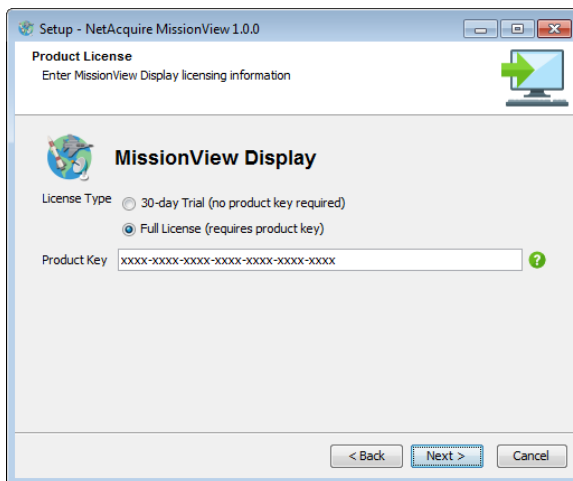 Setup - NetAcquire MissionView 1.0.0
Product License
Enter MissionView Display licensing information
MissionView Display
License Type
30-day Trial (no product key required)
Full License (requires product key)
Product Key xxxx-xxxx-xxxx-xxxx-xxxx-xxxx-xxxx ?
< Back Next > Cancel